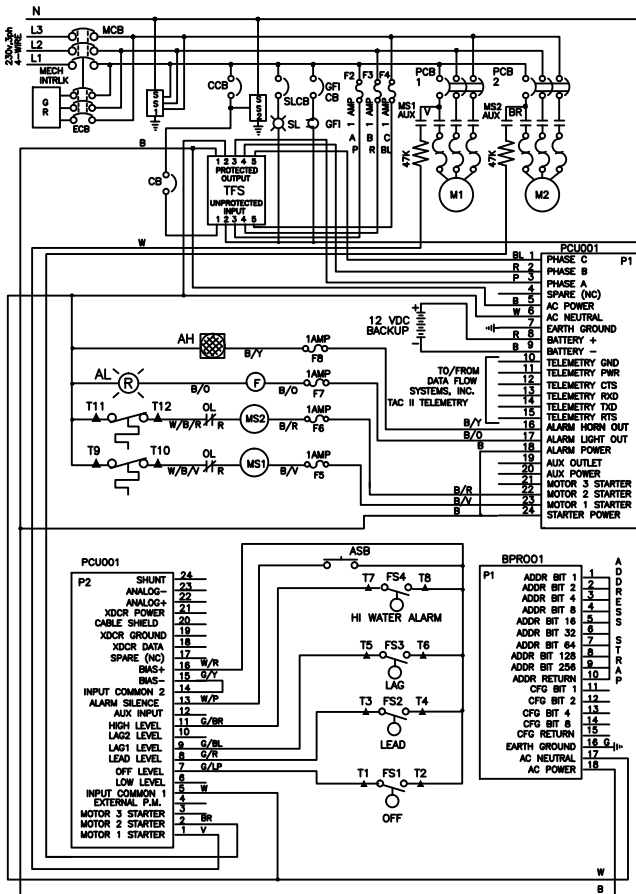 N
230v,3ph
4-WIRE
L3
L2
L1
MCB
MECH
INTRLK
G
R
ECB
SS1
CCB
SS2
SLCB
GFI
CB
SL
GFI
F2 F3 F4
1 AMP
1 AMP
1 AMP
A B C
P R BL
PCB
1
PCB
2
MS1
AUX
V
MS2
AUX
BR
47K
47K
M1
M2
B
CB
1 2 3 4 5
PROTECTED
OUTPUT
TFS
UNPROTECTED
INPUT
1 2 3 4 5
W
PCU001
P1
BL 1 PHASE C
R 2 PHASE B
P 3 PHASE A
4 SPARE (NC)
B 5 AC POWER
W 6 AC NEUTRAL
7 EARTH GROUND
R 8 BATTERY +
B 9 BATTERY -
10 TELEMETRY GND
11 TELEMETRY PWR
12 TELEMETRY CTS
13 TELEMETRY RXD
14 TELEMETRY TXD
15 TELEMETRY RTS
B/Y 16 ALARM HORN OUT
B/O 17 ALARM LIGHT OUT
B 18 ALARM POWER
19 AUX OUTLET
20 AUX POWER
21 MOTOR 3 STARTER
B/R 22 MOTOR 2 STARTER
B/V 23 MOTOR 1 STARTER
B 24 STARTER POWER
12 VDC
BACKUP
+
-
TO/FROM
DATA FLOW
SYSTEMS, INC.
TAC II TELEMETRY
AH
B/Y
1AMP
F8
AL
R
B/O
F
B/O
1AMP
F7
T11 T12
W/B/R
OL
R
MS2
B/R
1AMP
F6
T9 T10
W/B/V
OL
R
MS1
B/V
1AMP
F5
PCU001
P2
SHUNT 24
ANALOG- 23
ANALOG+ 22
XDCR POWER 21
CABLE SHIELD 20
XDCR GROUND 19
XDCR DATA 18
SPARE (NC) 17
BIAS+ 16 W/R
BIAS- 15 G/Y
INPUT COMMON 2 14
ALARM SILENCE 13 W/P
AUX INPUT 12
HIGH LEVEL 11 G/BR
LAG2 LEVEL 10
LAG1 LEVEL 9 G/BL
LEAD LEVEL 8 G/R
OFF LEVEL 7 G/LP
LOW LEVEL 6
INPUT COMMON 1 5 W
EXTERNAL P.M. 4
MOTOR 3 STARTER 3
MOTOR 2 STARTER 2 BR
MOTOR 1 STARTER 1 V
ASB
T7 FS4 T8
HI WATER ALARM
T5 FS3 T6
LAG
T3 FS2 T4
LEAD
T1 FS1 T2
OFF
BPR001
P1
ADDR BIT 1 1
ADDR BIT 2 2
ADDR BIT 4 3
ADDR BIT 8 4
ADDR BIT 16 5
ADDR BIT 32 6
ADDR BIT 64 7
ADDR BIT 128 8
ADDR BIT 256 9
ADDR RETURN 10
CFG BIT 1 11
CFG BIT 2 12
CFG BIT 4 13
CFG BIT 8 14
CFG RETURN 15
EARTH GROUND 16 G
AC NEUTRAL 17
AC POWER 18
ADDRESS STRAP
W
B